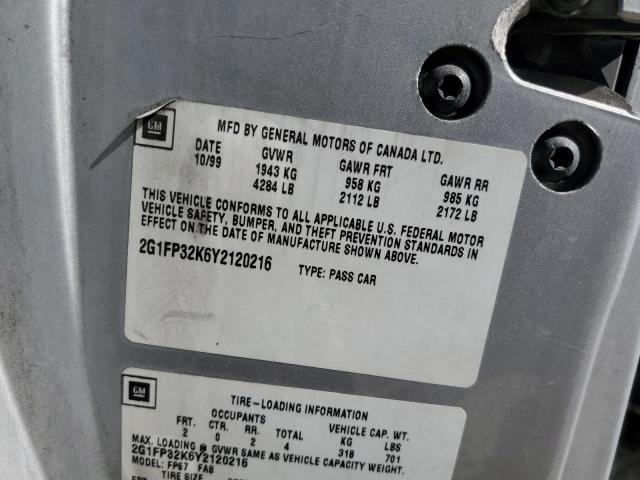 GM
MFD BY GENERAL MOTORS OF CANADA LTD.
DATE GVWR GAWR FRT GAWR RR
10/99 1943 KG 958 KG 985 KG
4284 LB 2112 LB 2172 LB
THIS VEHICLE CONFORMS TO ALL APPLICABLE U.S. FEDERAL MOTOR
VEHICLE SAFETY, BUMPER, AND THEFT PREVENTION STANDARDS IN
EFFECT ON THE DATE OF MANUFACTURE SHOWN ABOVE.
2G1FP32K6Y2120216 TYPE: PASS CAR
GM
TIRE-LOADING INFORMATION
OCCUPANTS VEHICLE CAP. WT.
FRT. CTR. RR. TOTAL KG LBS
2 0 2 4 318 701
MAX. LOADING @ GVWR SAME AS VEHICLE CAPACITY WEIGHT.
2G1FP32K6Y2120216
MODEL: FP67 FAB
TIRE SIZE